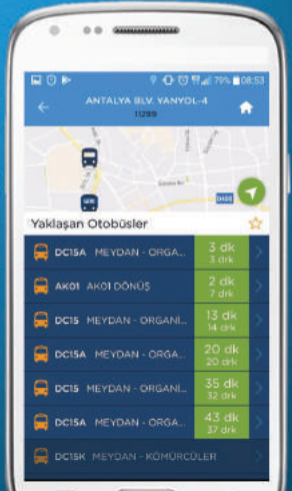 79% 08:53
ANTALYA BLV. YANYOL-4
11299
Yaklaşan Otobüsler
DC15A MEYDAN - ORGA... 3 dk
3 drk
AK01 AK01 DÖNÜŞ 2 dk
7 drk
DC15 MEYDAN - ORGANİ... 13 dk
14 drk
DC15A MEYDAN - ORGA... 20 dk
20 drk
DC15 MEYDAN - ORGANİ... 35 dk
32 drk
DC15A MEYDAN - ORGA... 43 dk
37 drk
DC15K MEYDAN - KÖMÜRCÜLER